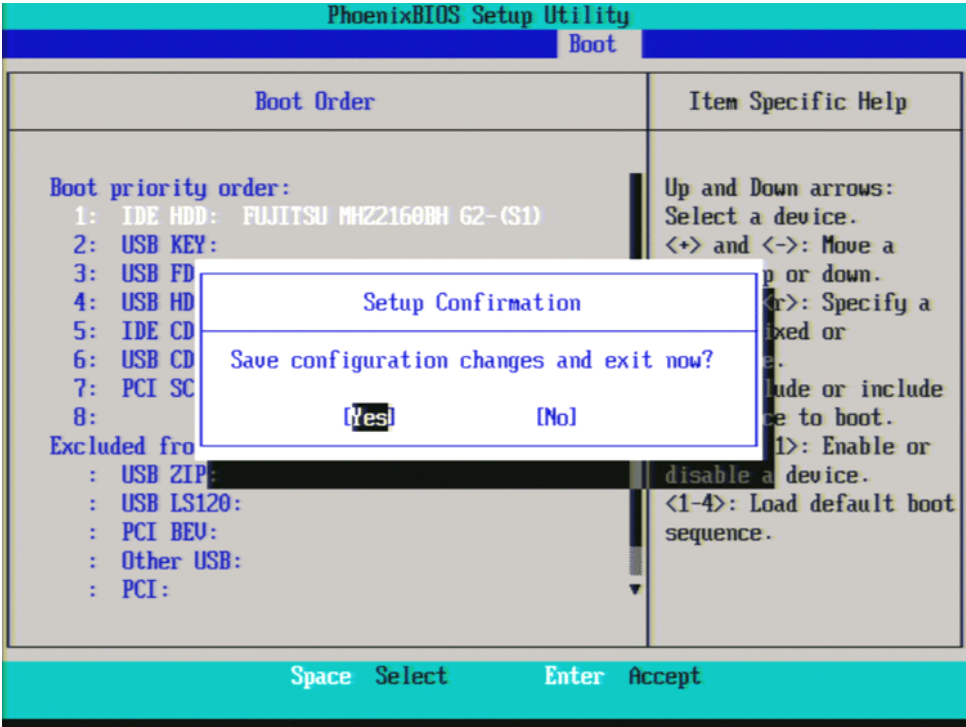 PhoenixBIOS Setup Utility
Boot
Boot Order
Boot priority order:
1: IDE HDD: FUJITSU MHZ2160BH G2-(S1)
2: USB KEY:
3: USB FD
4: USB HD
5: IDE CD
6: USB CD
7: PCI SC
8:
Excluded fro
: USB ZIP:
: USB LS120:
: PCI BEV:
: Other USB:
: PCI:
Setup Confirmation
Save configuration changes and exit now?
[Yes] [No]
Item Specific Help
Up and Down arrows:
Select a device.
<+> and <->: Move a
p or down.
r>: Specify a
ixed or
e.
lude or include
ce to boot.
1>: Enable or
disable a device.
<1-4>: Load default boot
sequence.
Space Select Enter Accept